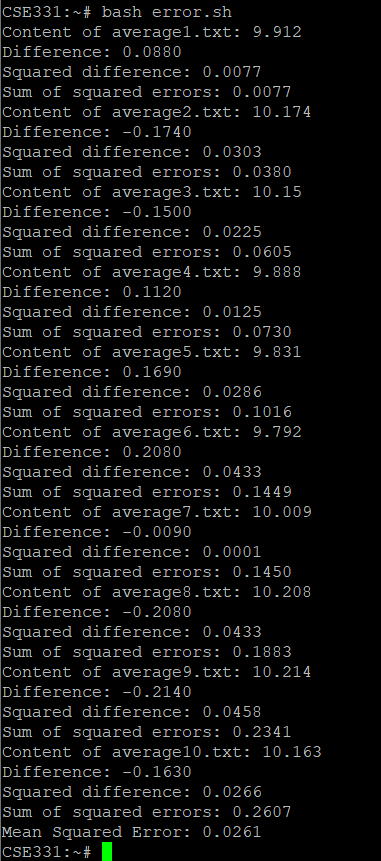 CSE331:~# bash error.sh
Content of average1.txt: 9.912
Difference: 0.0880
Squared difference: 0.0077
Sum of squared errors: 0.0077
Content of average2.txt: 10.174
Difference: -0.1740
Squared difference: 0.0303
Sum of squared errors: 0.0380
Content of average3.txt: 10.15
Difference: -0.1500
Squared difference: 0.0225
Sum of squared errors: 0.0605
Content of average4.txt: 9.888
Difference: 0.1120
Squared difference: 0.0125
Sum of squared errors: 0.0730
Content of average5.txt: 9.831
Difference: 0.1690
Squared difference: 0.0286
Sum of squared errors: 0.1016
Content of average6.txt: 9.792
Difference: 0.2080
Squared difference: 0.0433
Sum of squared errors: 0.1449
Content of average7.txt: 10.009
Difference: -0.0090
Squared difference: 0.0001
Sum of squared errors: 0.1450
Content of average8.txt: 10.208
Difference: -0.2080
Squared difference: 0.0433
Sum of squared errors: 0.1883
Content of average9.txt: 10.214
Difference: -0.2140
Squared difference: 0.0458
Sum of squared errors: 0.2341
Content of average10.txt: 10.163
Difference: -0.1630
Squared difference: 0.0266
Sum of squared errors: 0.2607
Mean Squared Error: 0.0261
CSE331:~#